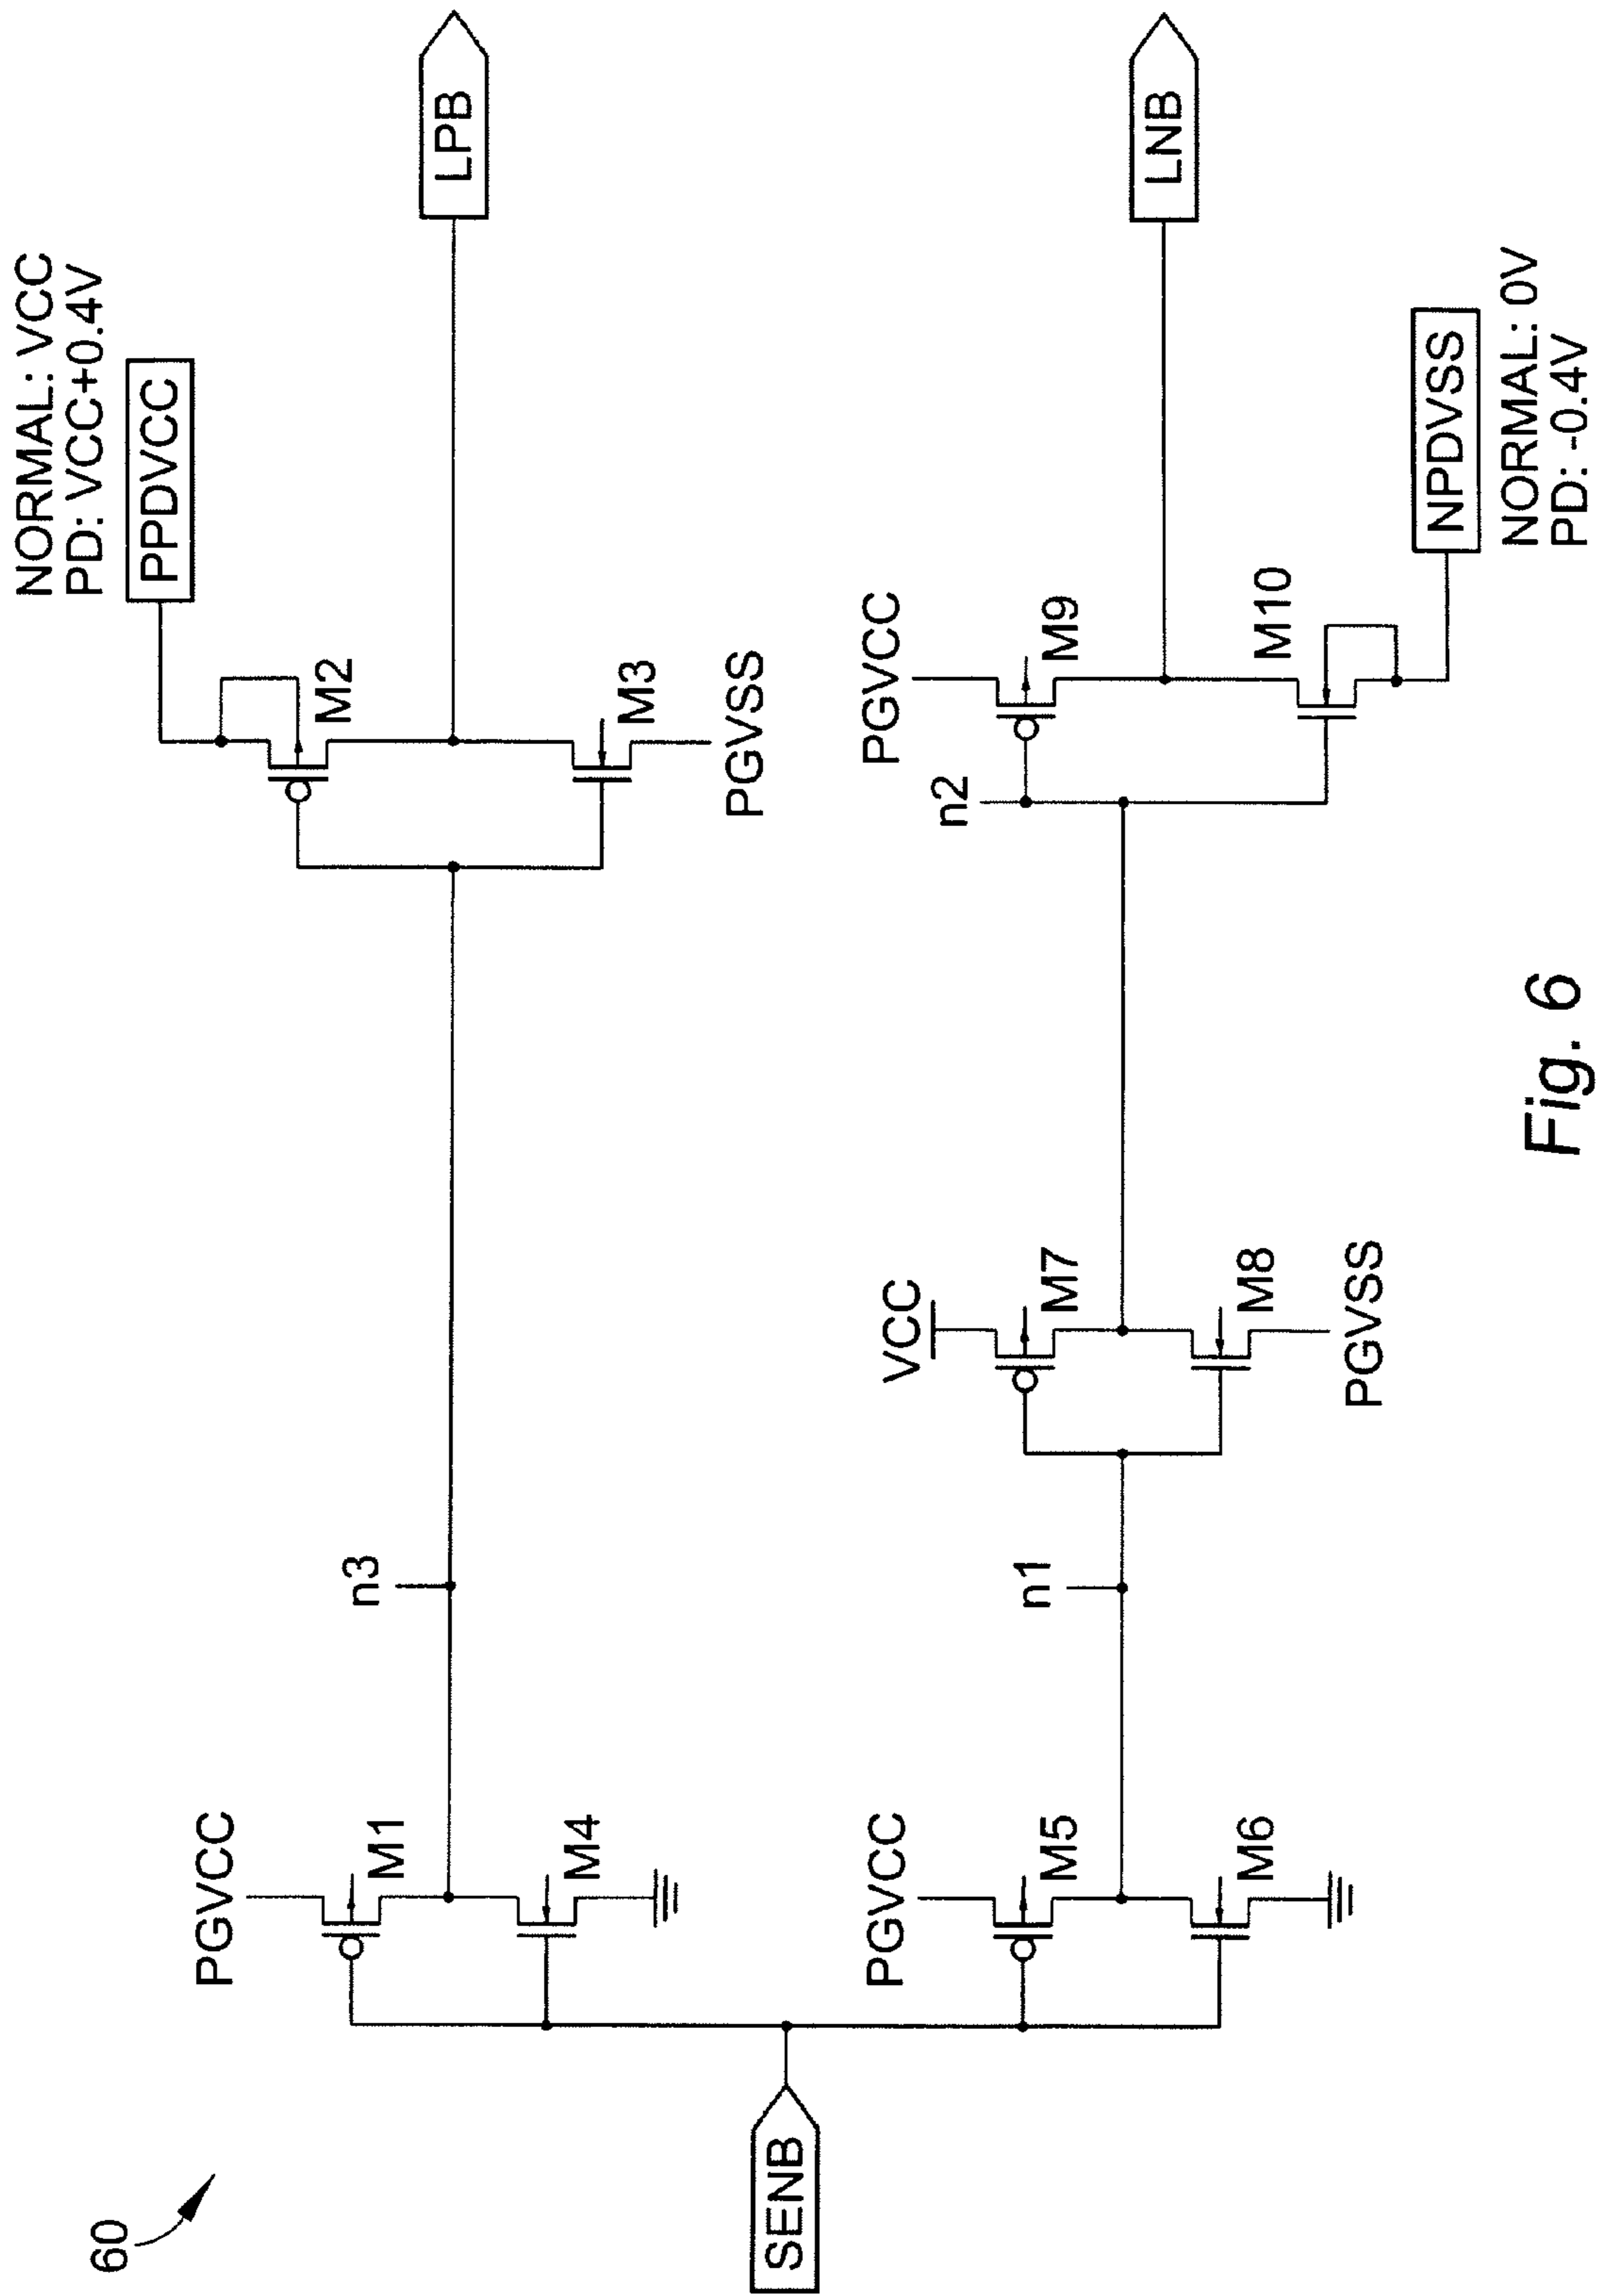 60
SENB
PGVCC
M1
M4
n3
NORMAL: VCC
PD: VCC+0.4V
PPDVCC
M2
M3
PGVSS
LPB
PGVCC
M5
M6
n1
VCC
M7
M8
PGVSS
n2
PGVCC
M9
M10
LNB
NPDVSS
NORMAL: 0V
PD: -0.4V
Fig. 6